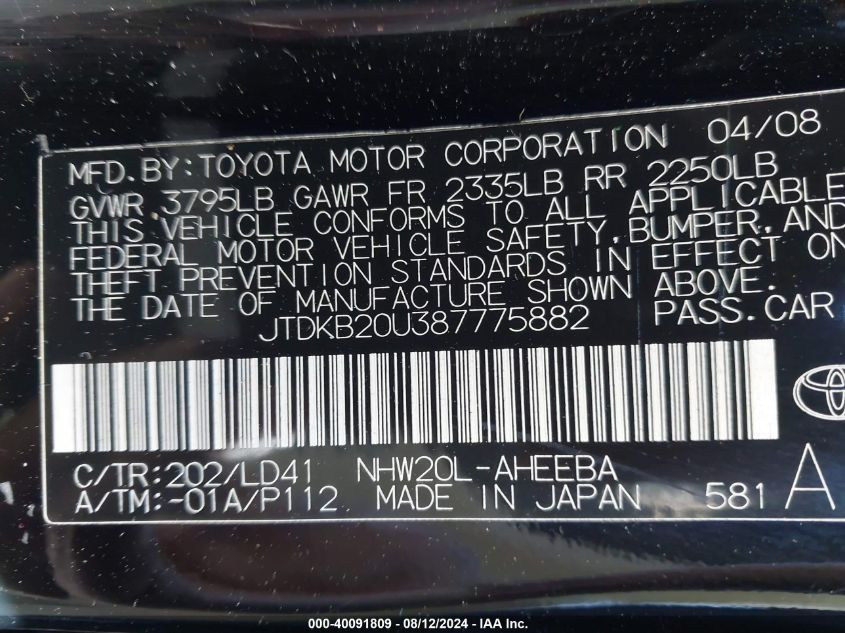 MFD. BY: TOYOTA MOTOR CORPORATION 04/08
GVWR 3795LB GAWR FR 2335LB RR 2250LB
THIS VEHICLE CONFORMS TO ALL APPLICABLE
FEDERAL MOTOR VEHICLE SAFETY, BUMPER, AND
THEFT PREVENTION STANDARDS IN EFFECT ON
THE DATE OF MANUFACTURE SHOWN ABOVE.
JTDKB20U387775882 PASS. CAR
C/TR: 202/LD41 NHW20L-AHEEBA
A/TM: -01A/P112 MADE IN JAPAN 581 A
000-40091809 - 08/12/2024 - IAA Inc.